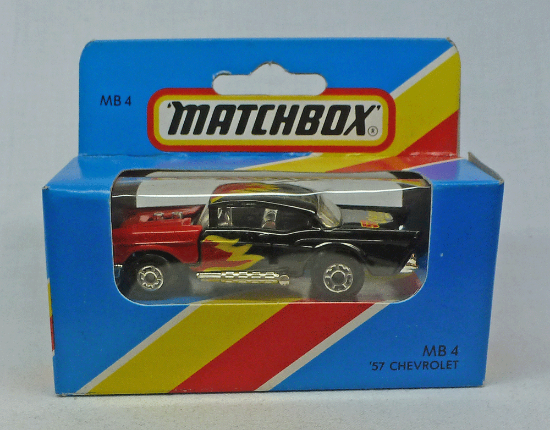 MB 4
"MATCHBOX"®
MB 4
'57 CHEVROLET